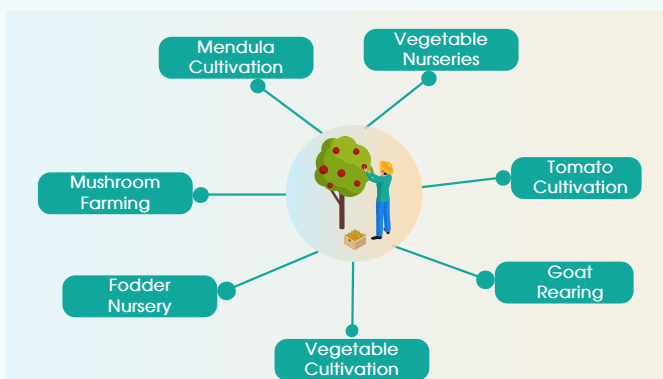 Mendula
Cultivation
Vegetable
Nurseries
Mushroom
Farming
Tomato
Cultivation
Fodder
Nursery
Goat
Rearing
Vegetable
Cultivation